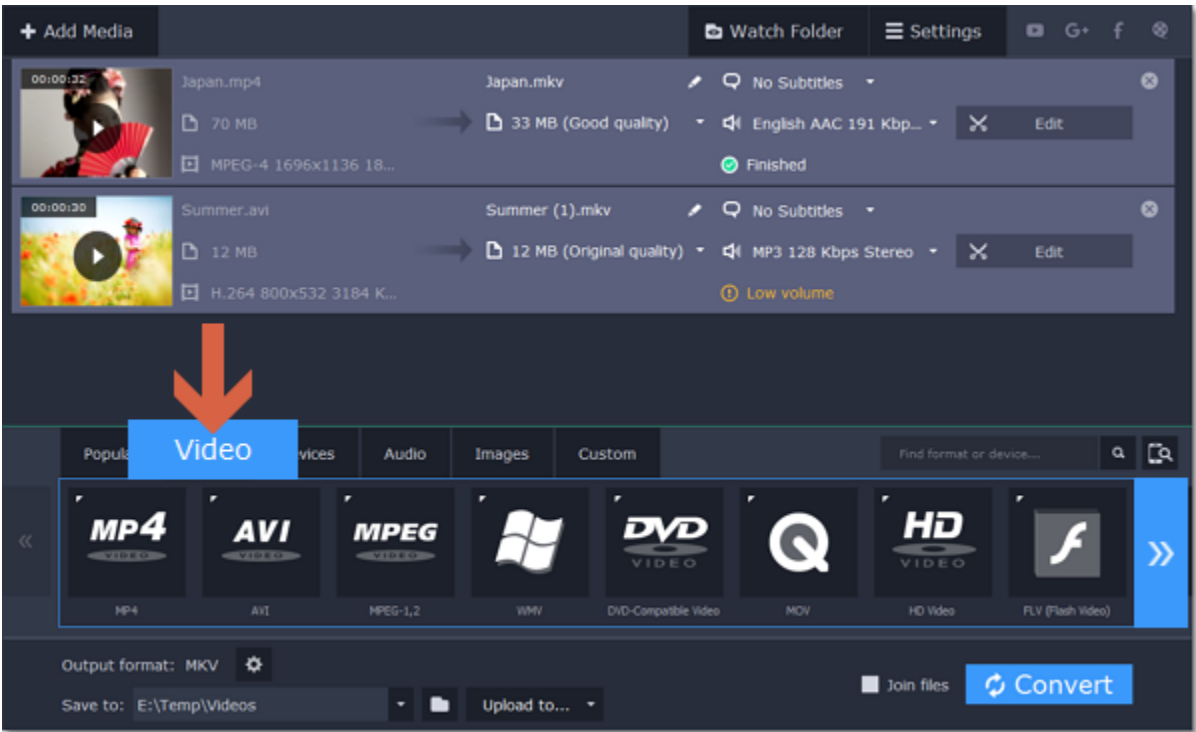 Add Media
Watch Folder
Settings
G+
f
00:00:32
Japan.mp4
Japan.mkv
No Subtitles
70 MB
33 MB (Good quality)
English AAC 191 Kbp...
Edit
MPEG-4 1696x1136 18...
Finished
00:00:30
Summer.avi
Summer (1).mkv
No Subtitles
12 MB
12 MB (Original quality)
MP3 128 Kbps Stereo
Edit
H.264 800x532 3184 K...
Low volume
Popula
Video
vices
Audio
Images
Custom
Find format or device....
MP4 VIDEO
AVI VIDEO
MPEG VIDEO
DVD VIDEO
HD VIDEO
f
MP4
AVI
MPEG-1,2
WMV
DVD-Compatible Video
MOV
HD Video
FLV (Flash Video)
Output format: MKV
Join files
Convert
Save to: E:\Temp\Videos
Upload to...